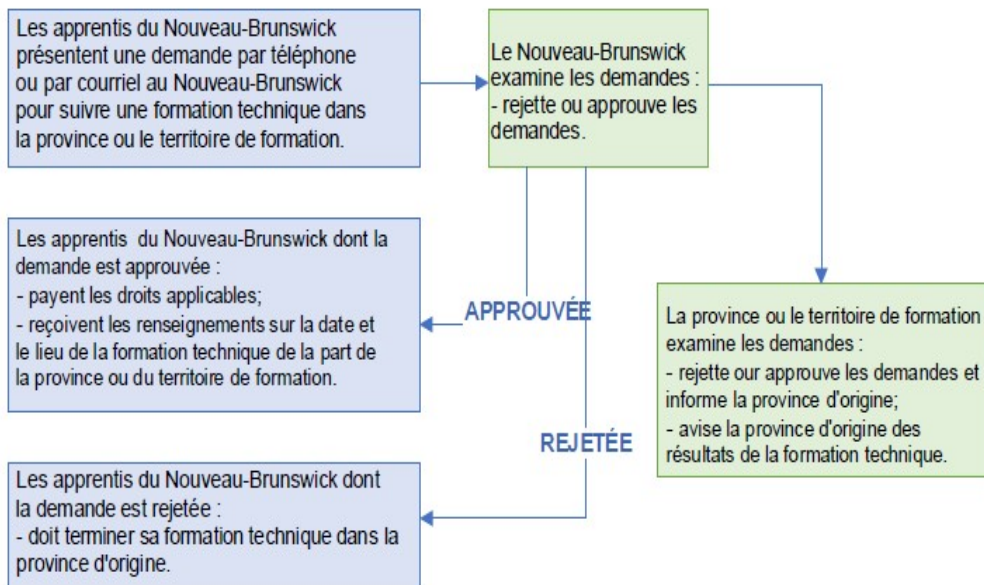 Les apprentis du Nouveau-Brunswick
présentent une demande par téléphone
ou par courriel au Nouveau-Brunswick
pour suivre une formation technique dans
la province ou le territoire de formation.
Le Nouveau-Brunswick
examine les demandes :
- rejette ou approuve les
demandes.
Les apprentis du Nouveau-Brunswick dont la
demande est approuvée :
- payent les droits applicables;
- reçoivent les renseignements sur la date et
le lieu de la formation technique de la part de
la province ou du territoire de formation.
APPROUVÉE
La province ou le territoire de formation
examine les demandes :
- rejette our approuve les demandes et
informe la province d'origine;
- avise la province d'origine des
résultats de la formation technique.
REJETÉE
Les apprentis du Nouveau-Brunswick dont
la demande est rejetée :
- doit terminer sa formation technique dans la
province d'origine.